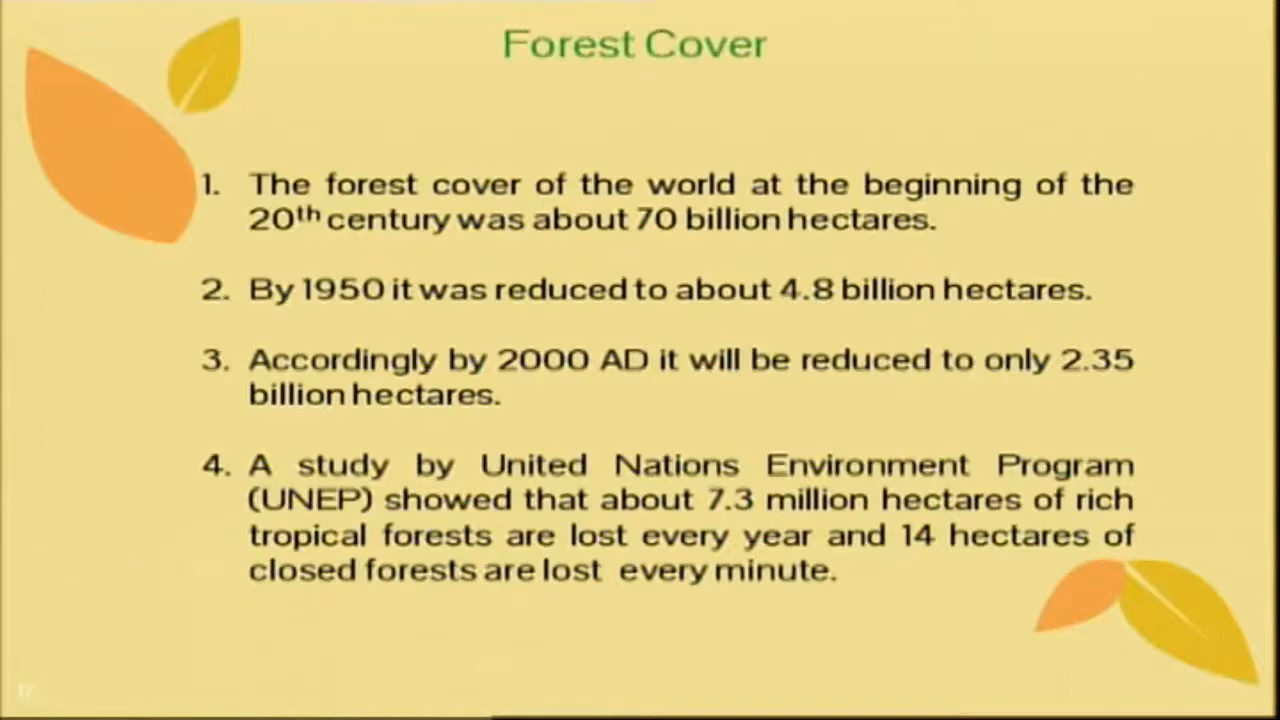 Forest Cover
1. The forest cover of the world at the beginning of the
20th century was about 70 billion hectares.
2. By 1950 it was reduced to about 4.8 billion hectares.
3. Accordingly by 2000 AD it will be reduced to only 2.35
billion hectares.
4. A study by United Nations Environment Program
(UNEP) showed that about 7.3 million hectares of rich
tropical forests are lost every year and 14 hectares of
closed forests are lost every minute.